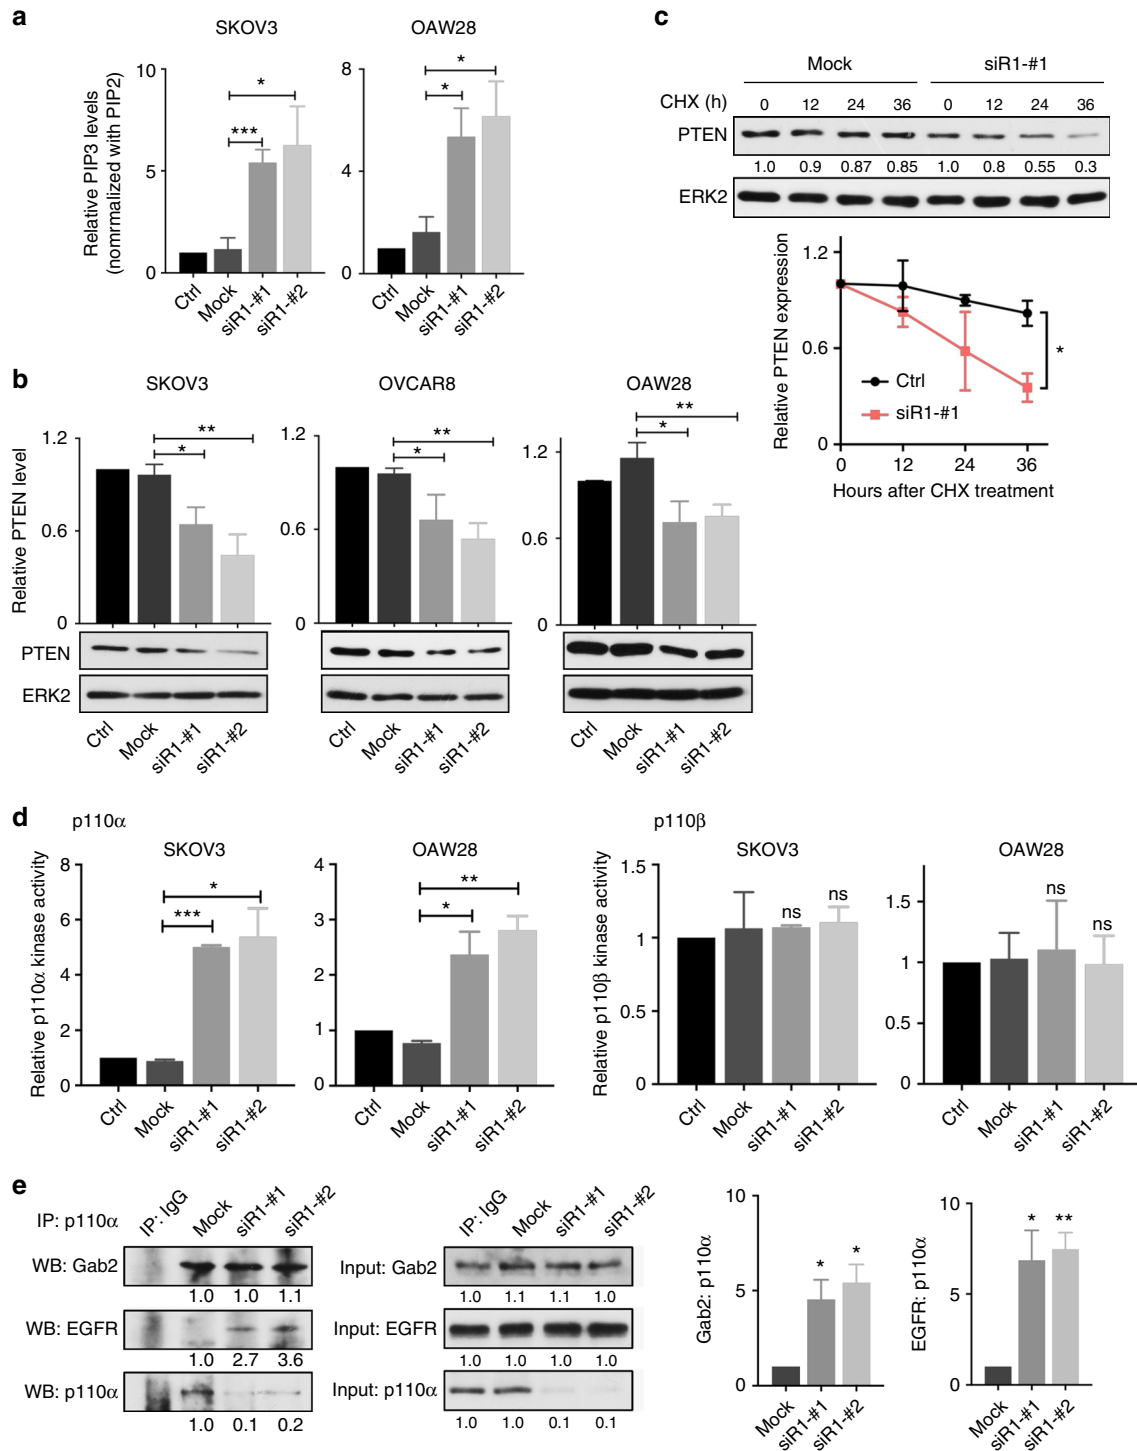 a
SKOV3
OAW28
Relative PIP3 levels
(nomrmalized with PIP2)
10
5
0
*
***
8
4
0
*
*
Ctrl
Mock
siR1-#1
siR1-#2
Ctrl
Mock
siR1-#1
siR1-#2
c
Mock
siR1-#1
CHX (h)
0 12 24 36 0 12 24 36
PTEN
1.0 0.9 0.87 0.85 1.0 0.8 0.55 0.3
ERK2
Relative PTEN expression
1.2
0.6
0
Ctrl
siR1-#1
*
0 12 24 36
Hours after CHX treatment
b
SKOV3
OVCAR8
OAW28
Relative PTEN level
1.2
0.6
0
**
*
1.2
0.6
0
**
*
1.2
0.6
0
**
*
PTEN
ERK2
Ctrl
Mock
siR1-#1
siR1-#2
Ctrl
Mock
siR1-#1
siR1-#2
Ctrl
Mock
siR1-#1
siR1-#2
d
p110α
SKOV3
OAW28
Relative p110α kinase activity
8
6
4
2
0
*
***
4
3
2
1
0
**
*
Ctrl
Mock
siR1-#1
siR1-#2
Ctrl
Mock
siR1-#1
siR1-#2
p110β
SKOV3
OAW28
Relative p110β kinase activity
1.5
1
0.5
0
ns
ns
1.5
1
0.5
0
ns
ns
Ctrl
Mock
siR1-#1
siR1-#2
Ctrl
Mock
siR1-#1
siR1-#2
e
IP: p110α
IP: IgG
Mock
siR1-#1
siR1-#2
WB: Gab2
1.0 1.0 1.1
WB: EGFR
1.0 2.7 3.6
WB: p110α
1.0 0.1 0.2
IP: IgG
Mock
siR1-#1
siR1-#2
Input: Gab2
1.0 1.1 1.1 1.0
Input: EGFR
1.0 1.0 1.0 1.0
Input: p110α
1.0 1.0 0.1 0.1
Gab2: p110α
10
5
0
*
*
Mock
siR1-#1
siR1-#2
EGFR: p110α
10
5
0
*
**
Mock
siR1-#1
siR1-#2